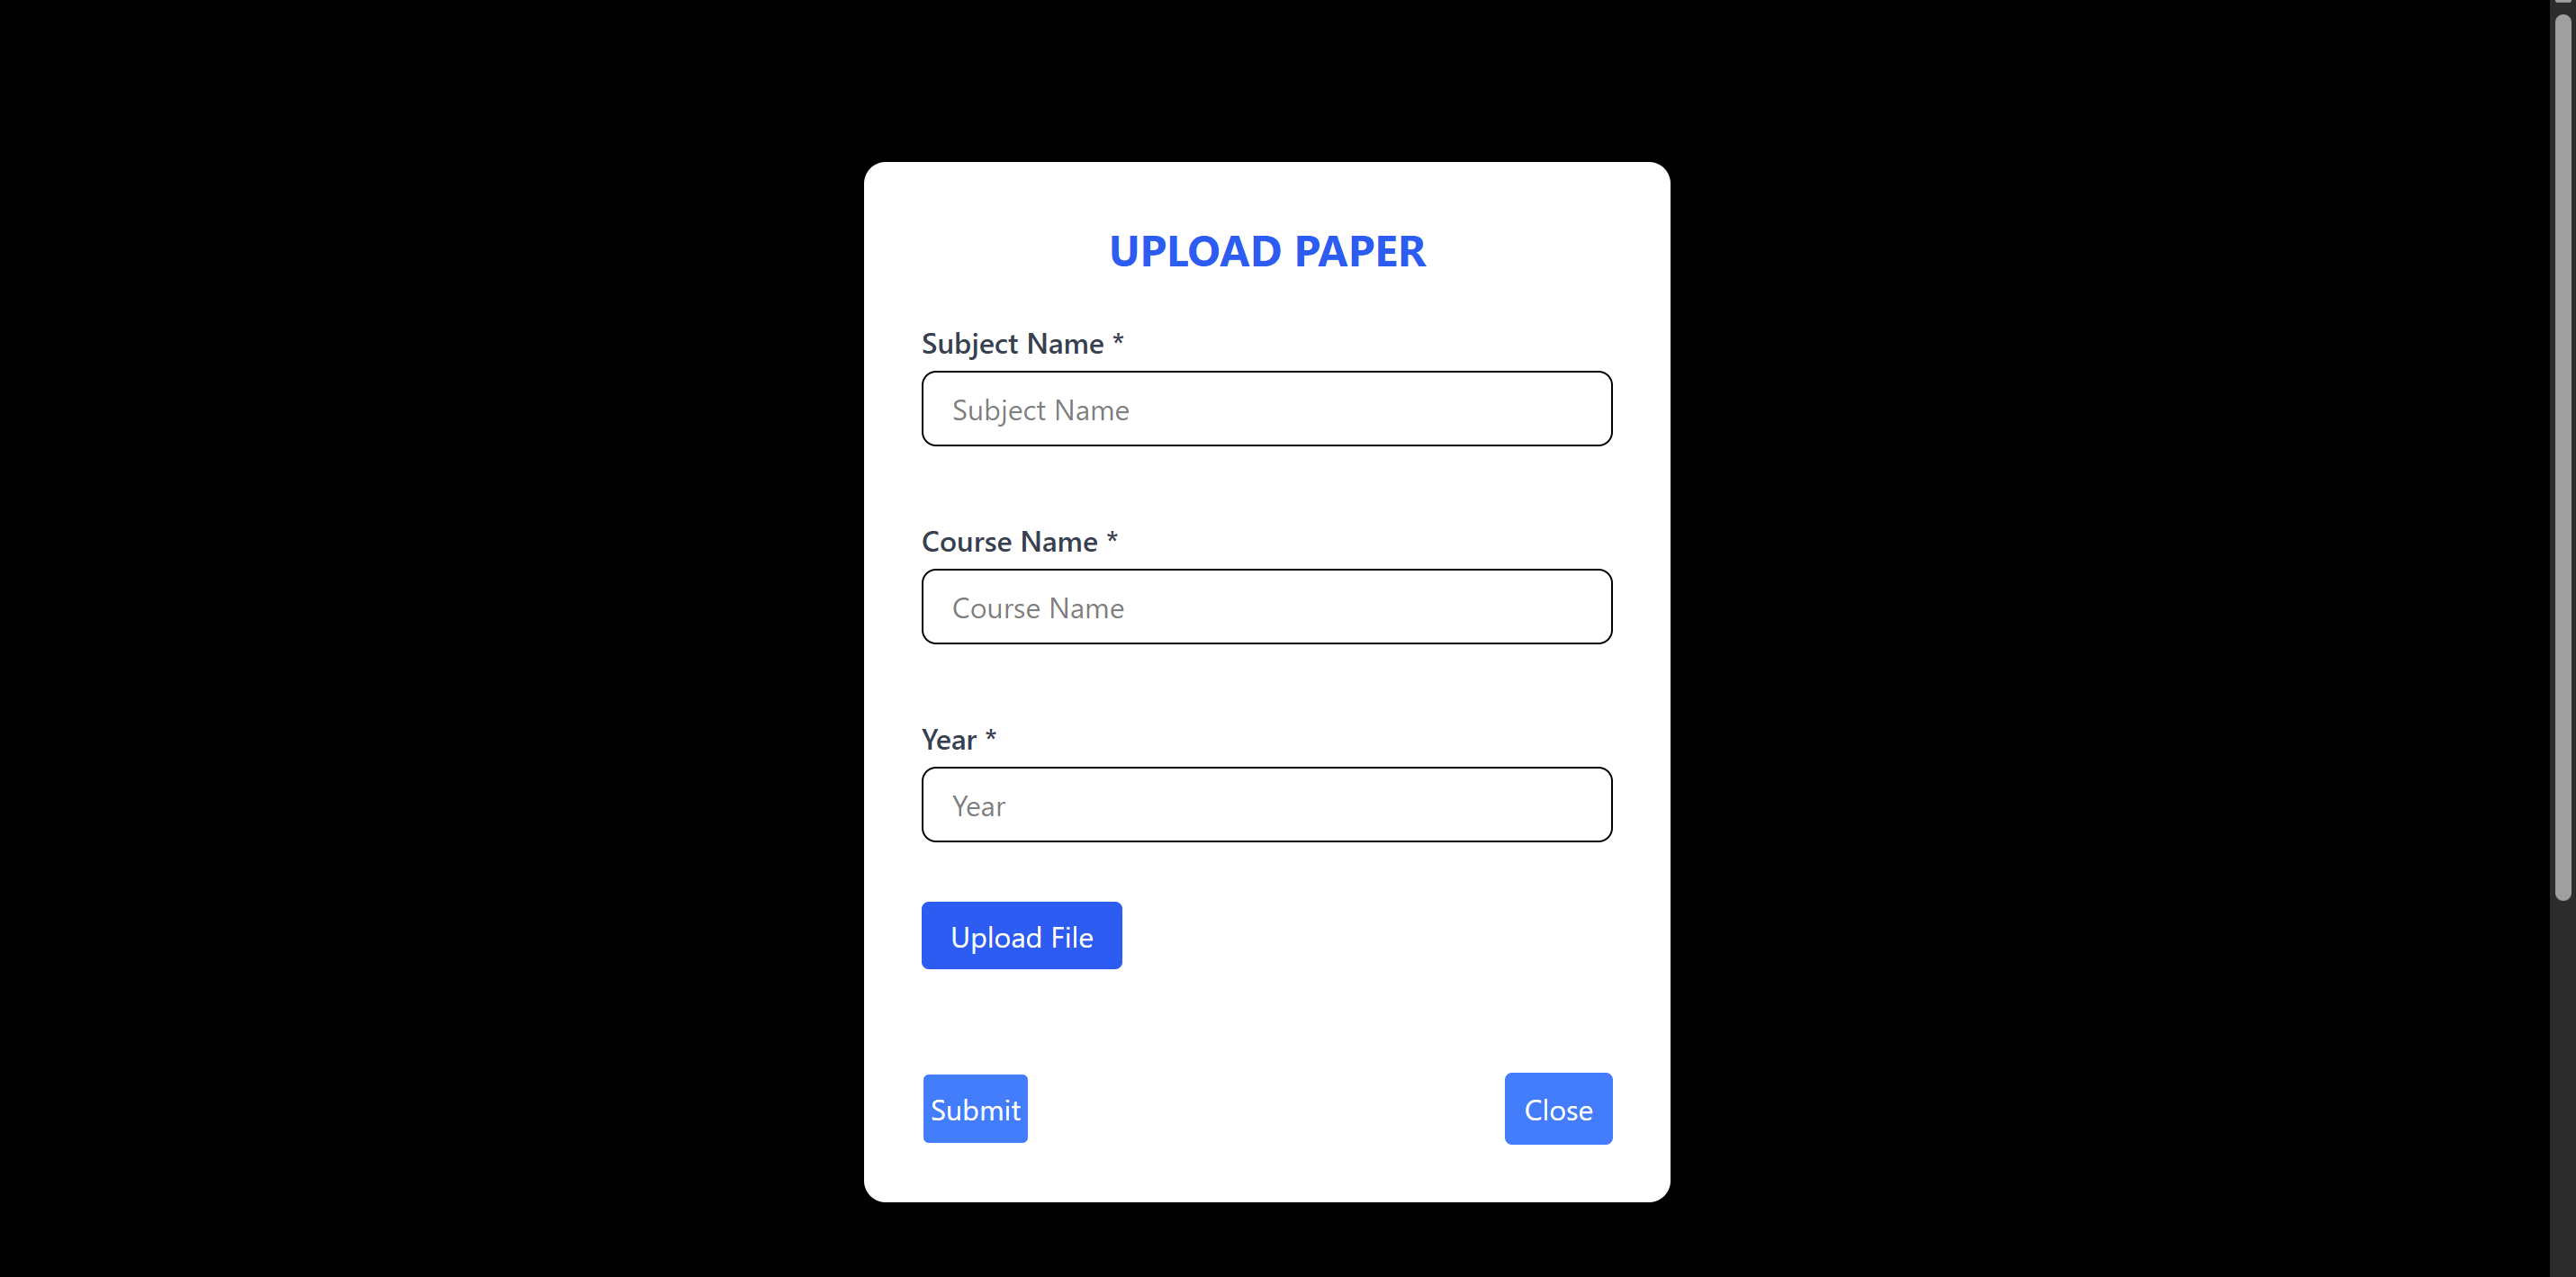 UPLOAD PAPER
Subject Name *
Subject Name
Course Name *
Course Name
Year *
Year
Upload File
Submit Close